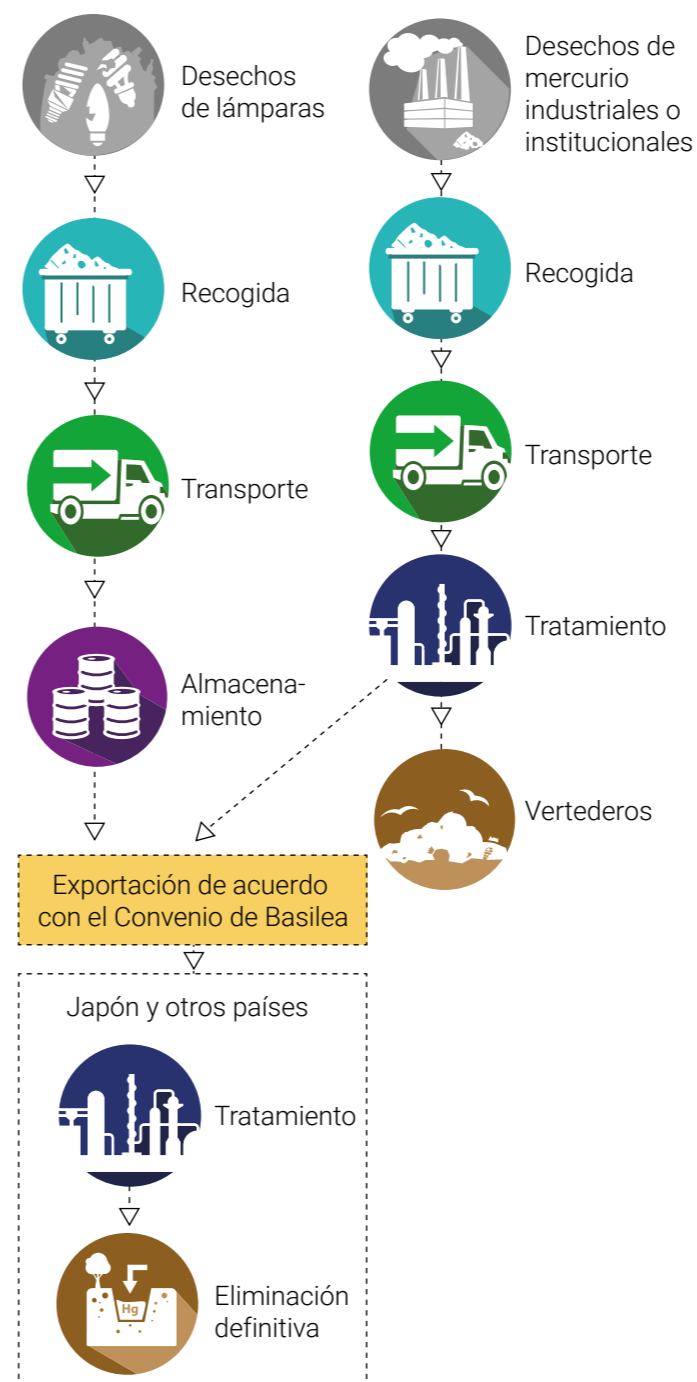 Desechos
de lámparas
Recogida
Transporte
Almacena-
miento
Desechos de
mercurio
industriales o
institucionales
Recogida
Transporte
Tratamiento
Vertederos
Exportación de acuerdo
con el Convenio de Basilea
Japón y otros países
Tratamiento
Hg
Eliminación
definitiva